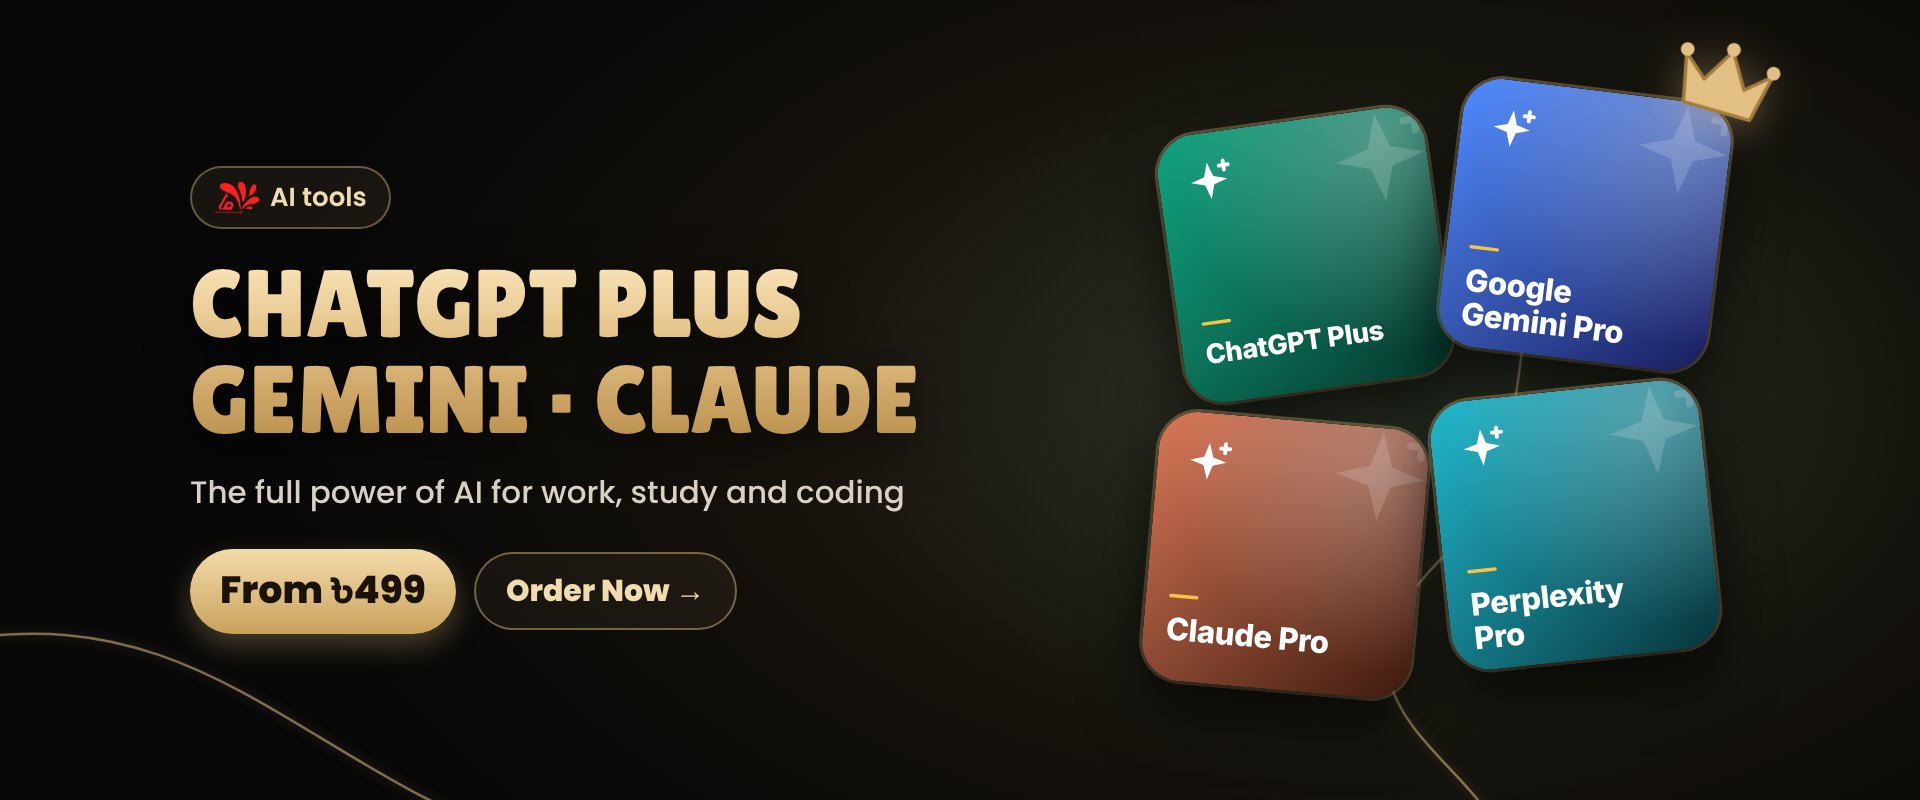 AI tools
CHATGPT PLUS
GEMINI · CLAUDE
The full power of AI for work, study and coding
From ৳499
Order Now →
ChatGPT Plus
Google
Gemini Pro
Claude Pro
Perplexity
Pro